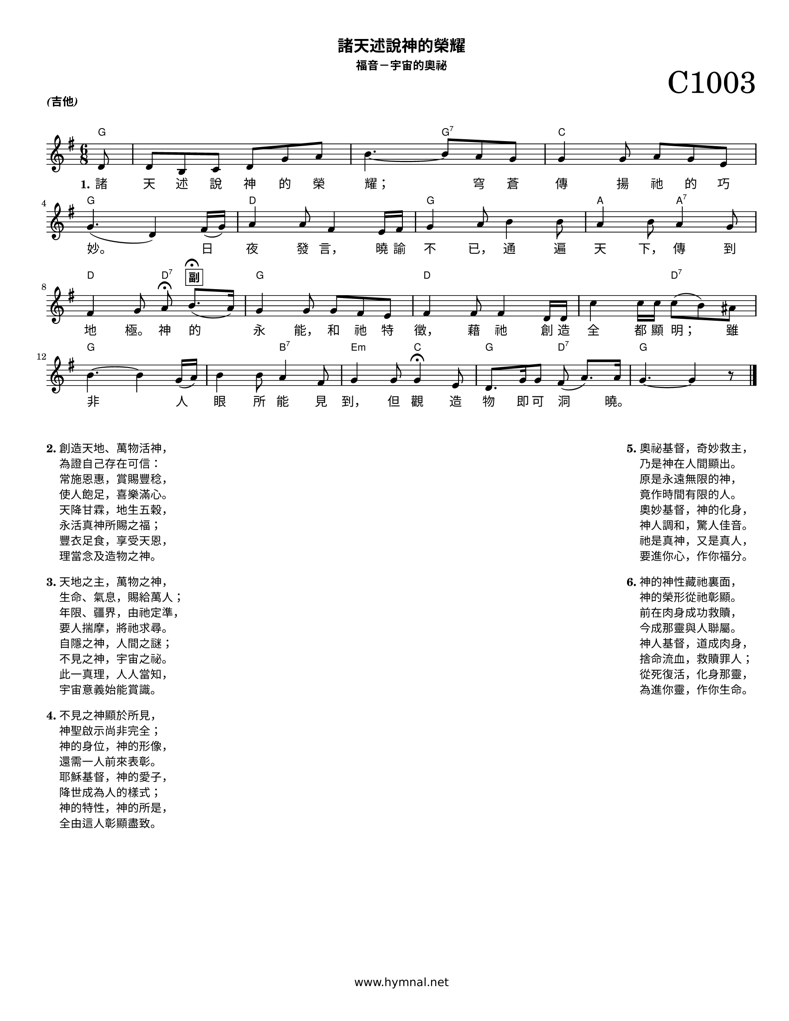 諸天述說神的榮耀
福音－宇宙的奧祕
C1003
(吉他)
G G7 C
1. 諸 天 述 說 神 的 榮 耀； 穹 蒼 傳 揚 祂 的 巧
4 G D G A A7
妙。 日 夜 發 言， 曉 諭 不 已，通 遍 天 下，傳 到
8 D D7 副 G D D7
地 極。 神 的 永 能，和 祂 特 徵， 藉 祂 創 造 全 都 顯 明； 雖
12 G B7 Em C G D7 G
非 人 眼 所 能 見 到， 但 觀 造 物 即 可 洞 曉。
2. 創造天地、萬物活神，
為證自己存在可信：
常施恩惠，賞賜豐稔，
使人飽足，喜樂滿心。
天降甘霖，地生五穀，
永活真神所賜之福；
豐衣足食，享受天恩，
理當念及造物之神。
3. 天地之主，萬物之神，
生命、氣息，賜給萬人；
年限、疆界，由祂定準，
要人揣摩，將祂求尋。
自隱之神，人間之謎；
不見之神，宇宙之祕。
此一真理，人人當知，
宇宙意義始能賞識。
4. 不見之神顯於所見，
神聖啟示尚非完全；
神的身位，神的形像，
還需一人前來表彰。
耶穌基督，神的愛子，
降世成為人的樣式；
神的特性，神的所是，
全由這人彰顯盡致。
5. 奧祕基督，奇妙救主，
乃是神在人間顯出。
原是永遠無限的神，
竟作時間有限的人。
奧妙基督，神的化身，
神人調和，驚人佳音。
祂是真神，又是真人，
要進你心，作你福分。
6. 神的神性藏祂裏面，
神的榮形從祂彰顯。
前在肉身成功救贖，
今成那靈與人聯屬。
神人基督，道成肉身，
捨命流血，救贖罪人；
從死復活，化身那靈，
為進你靈，作你生命。
www.hymnal.net